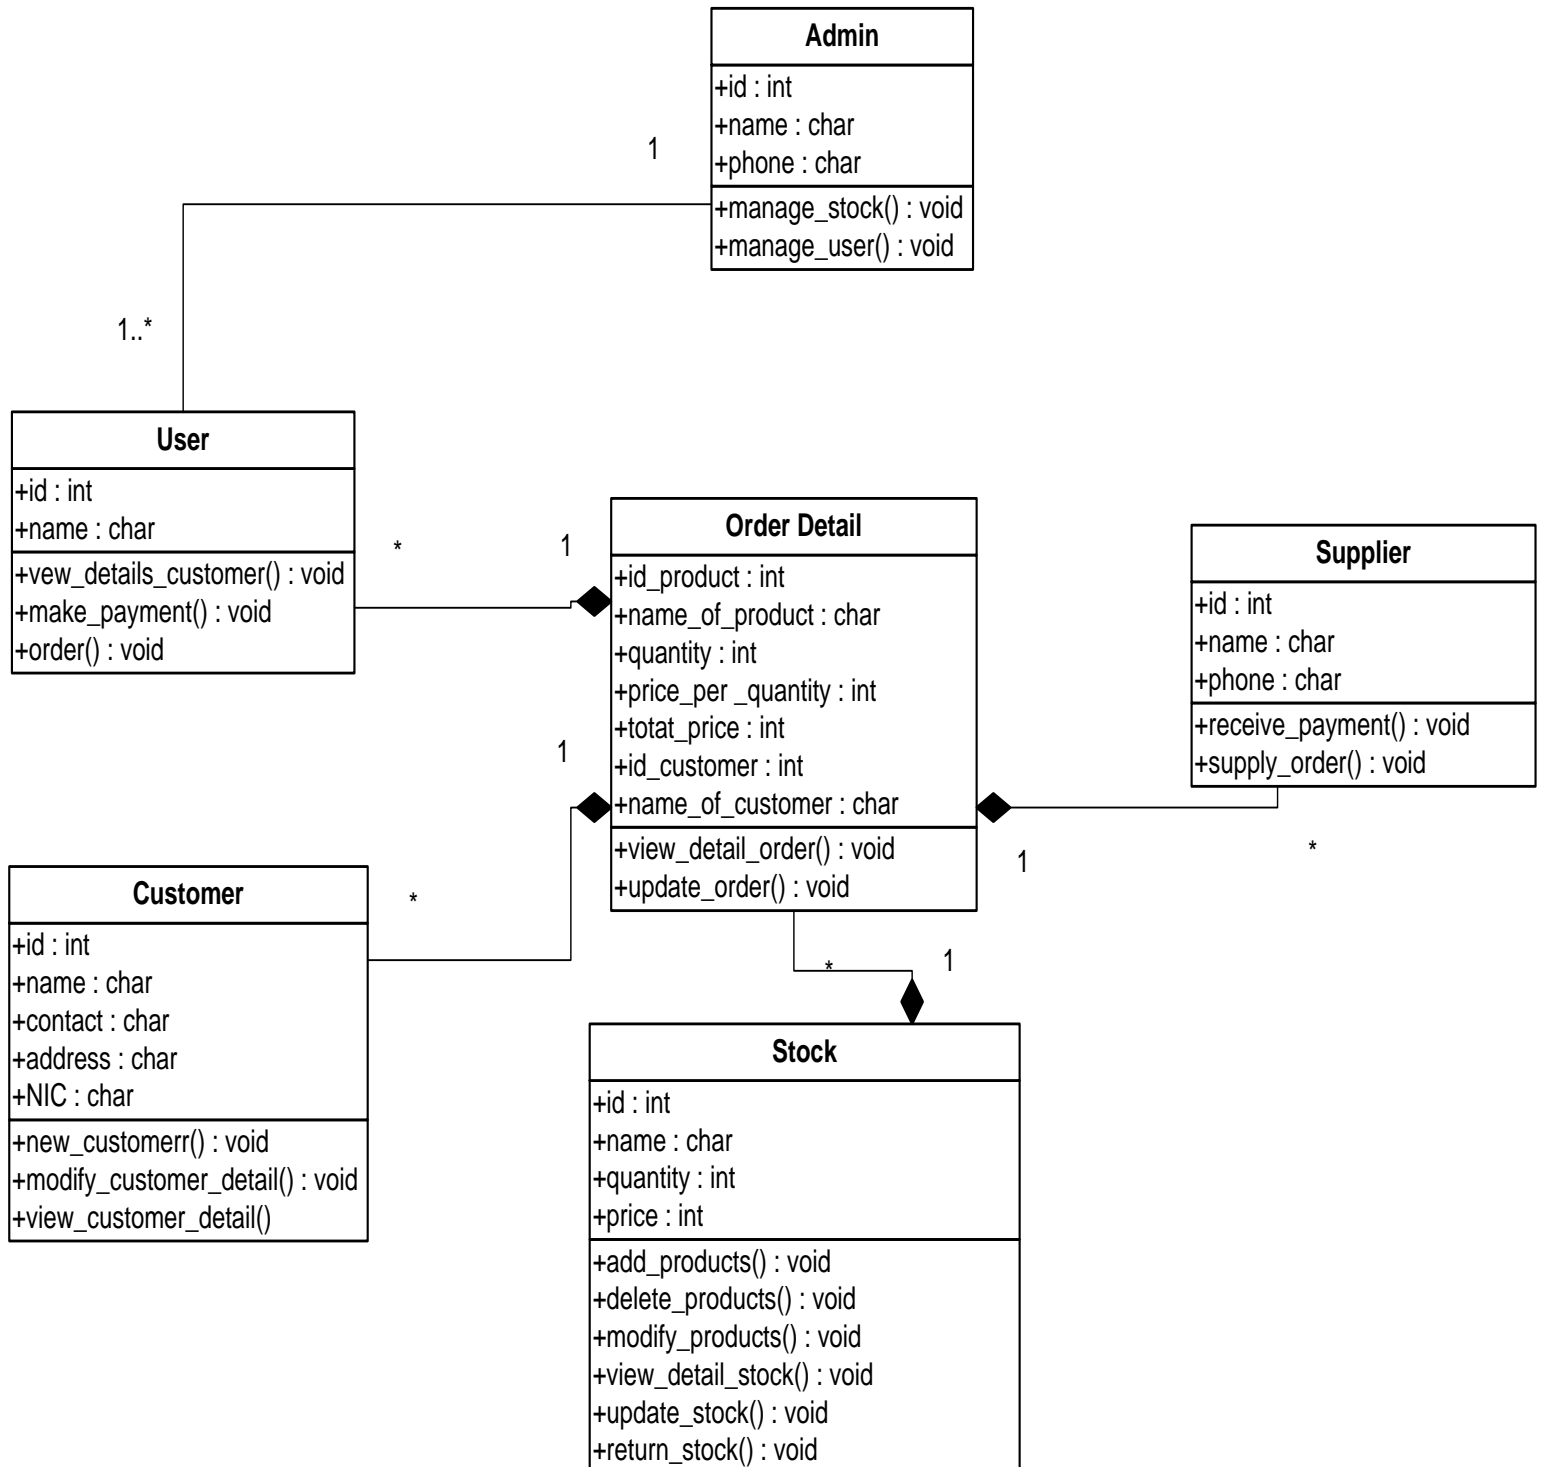 Admin
+id : int
+name : char
+phone : char
+manage_stock() : void
+manage_user() : void
1
1..*
User
+id : int
+name : char
+vew_details_customer() : void
+make_payment() : void
+order() : void
*
1
Order Detail
+id_product : int
+name_of_product : char
+quantity : int
+price_per _quantity : int
+totat_price : int
+id_customer : int
+name_of_customer : char
+view_detail_order() : void
+update_order() : void
1
Supplier
+id : int
+name : char
+phone : char
+receive_payment() : void
+supply_order() : void
1
*
Customer
+id : int
+name : char
+contact : char
+address : char
+NIC : char
+new_customerr() : void
+modify_customer_detail() : void
+view_customer_detail()
*
*
1
Stock
+id : int
+name : char
+quantity : int
+price : int
+add_products() : void
+delete_products() : void
+modify_products() : void
+view_detail_stock() : void
+update_stock() : void
+return_stock() : void